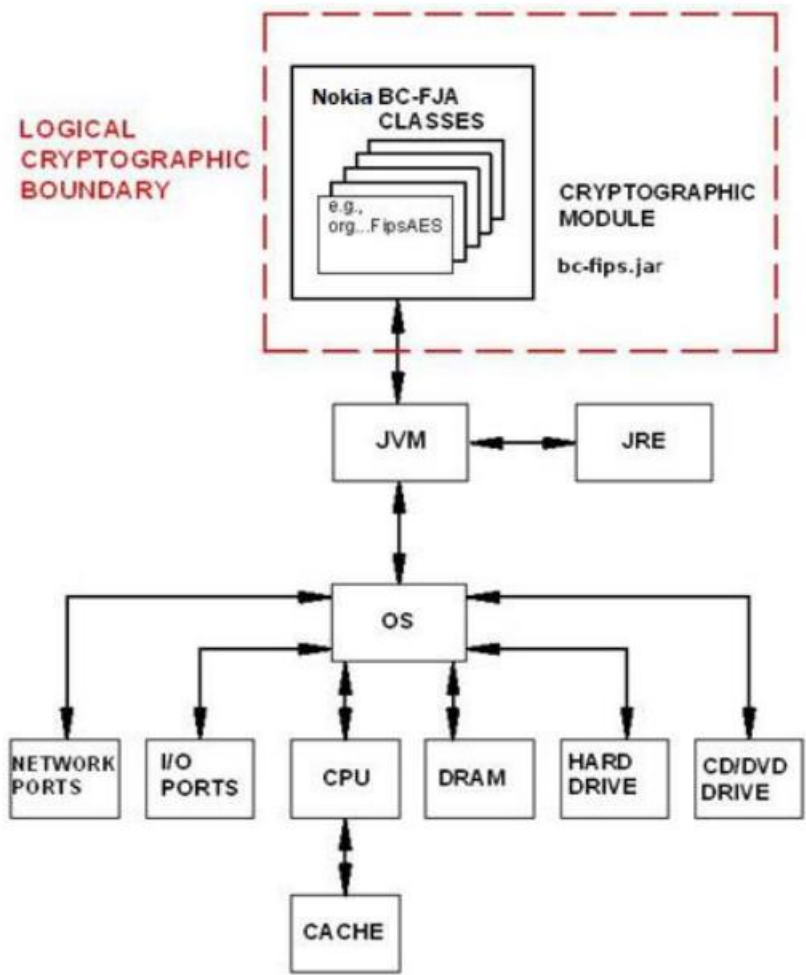 Nokia BC-FJA
CLASSES
LOGICAL
CRYPTOGRAPHIC
BOUNDARY
e.g.,
org...FipsAES
CRYPTOGRAPHIC
MODULE
bc-fips.jar
JVM
JRE
OS
NETWORK
PORTS
I/O
PORTS
CPU
DRAM
HARD
DRIVE
CD/DVD
DRIVE
CACHE